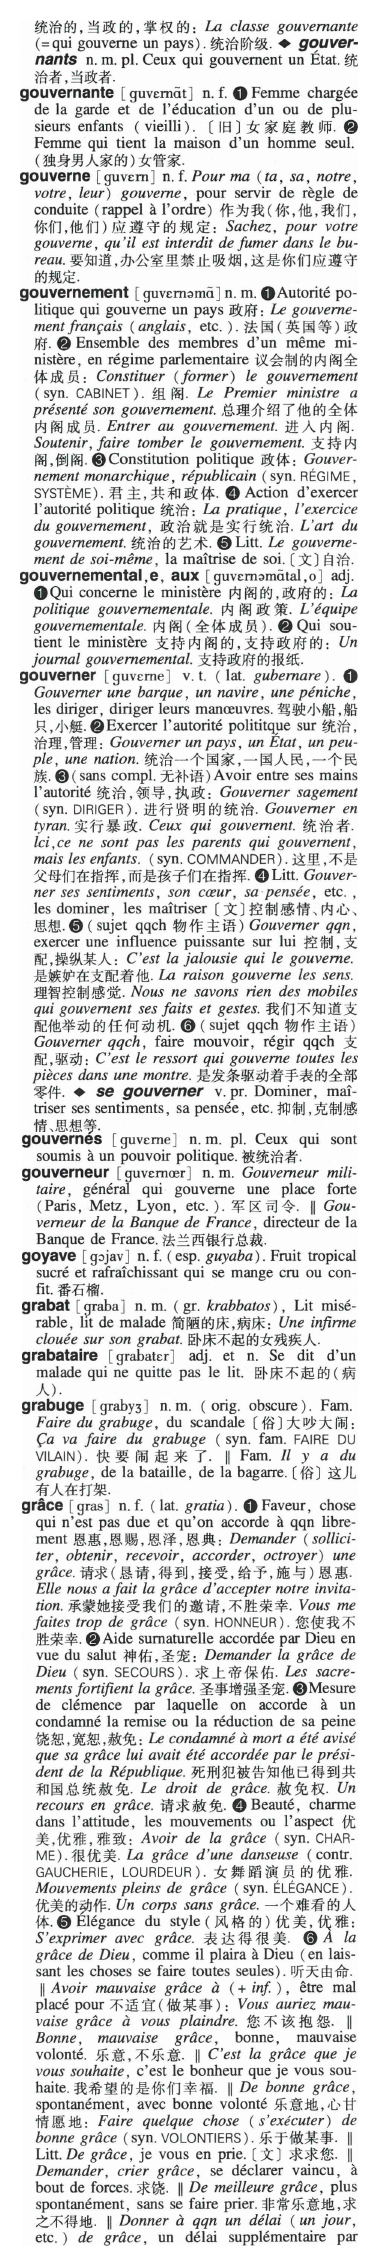 统治的,当政的,掌权的: La classe gouvernante
(=qui gouverne un pays). 统治阶级. ◆ gouver-
nants n. m. pl. Ceux qui gouvernent un État. 统
治者,当政者.
gouvernante [guvɛrnɑ̃t] n. f. ❶ Femme chargée
de la garde et de l'éducation d'un ou de plu-
sieurs enfants (vieilli). 〔旧〕女家庭教师. ❷
Femme qui tient la maison d'un homme seul.
(独身男人家的)女管家.
gouverne [guvɛrn] n. f. Pour ma (ta, sa, notre,
votre, leur) gouverne, pour servir de règle de
conduite (rappel à l'ordre) 作为我(你,他,我们,
你们,他们)应遵守的规定: Sachez, pour votre
gouverne, qu'il est interdit de fumer dans le bu-
reau. 要知道,办公室里禁止吸烟,这是你们应遵守
的规定.
gouvernement [guvɛrnəmɑ̃] n. m. ❶ Autorité po-
litique qui gouverne un pays 政府: Le gouverne-
ment français (anglais, etc.). 法国(英国等)政
府. ❷ Ensemble des membres d'un même mi-
nistère, en régime parlementaire 议会制的内阁全
体成员: Constituer (former) le gouvernement
(syn. CABINET). 组阁. Le Premier ministre a
présenté son gouvernement. 总理介绍了他的全体
内阁成员. Entrer au gouvernement. 进入内阁.
Soutenir, faire tomber le gouvernement. 支持内
阁,倒阁. ❸ Constitution politique 政体: Gouver-
nement monarchique, républicain (syn. RÉGIME,
SYSTÈME). 君主,共和政体. ❹ Action d'exercer
l'autorité politique 统治: La pratique, l'exercice
du gouvernement, 政治就是实行统治. L'art du
gouvernement. 统治的艺术. ❺ Litt. Le gouverne-
ment de soi-même, la maîtrise de soi.〔文〕自治.
gouvernemental,e, aux [guvɛrnəmɑ̃tal,o] adj.
❶ Qui concerne le ministère 内阁的,政府的: La
politique gouvernementale. 内阁政策. L'équipe
gouvernementale. 内阁(全体成员). ❷ Qui sou-
tient le ministère 支持内阁的,支持政府的: Un
journal gouvernemental. 支持政府的报纸.
gouverner [guvɛrne] v. t. (lat. gubernare). ❶
Gouverner une barque, un navire, une péniche,
les diriger, diriger leurs manœuvres. 驾驶小船,船
只,小艇. ❷ Exercer l'autorité polititque sur 统治,
治理,管理: Gouverner un pays, un État, un peu-
ple, une nation. 统治一个国家,一国人民,一个民
族. ❸ (sans compl. 无补语) Avoir entre ses mains
l'autorité 统治,领导,执政: Gouverner sagement
(syn. DIRIGER). 进行贤明的统治. Gouverner en
tyran. 实行暴政. Ceux qui gouvernent. 统治者.
Ici,ce ne sont pas les parents qui gouvernent,
mais les enfants. (syn. COMMANDER). 这里,不是
父母们在指挥,而是孩子们在指挥. ❹ Litt. Gouver-
ner ses sentiments, son cœur, sa pensée, etc.,
les dominer, les maîtriser〔文〕控制感情、内心、
思想. ❺ (sujet qqch 物作主语) Gouverner qqn,
exercer une influence puissante sur lui 控制,支
配,操纵某人: C'est la jalousie qui le gouverne.
是嫉妒在支配着他. La raison gouverne les sens.
理智控制感觉. Nous ne savons rien des mobiles
qui gouvernent ses faits et gestes. 我们不知道支
配他举动的任何动机. ❻ (sujet qqch 物作主语)
Gouverner qqch, faire mouvoir, régir qqch 支
配,驱动: C'est le ressort qui gouverne toutes les
pièces dans une montre. 是发条驱动着手表的全部
零件. ◆ se gouverner v. pr. Dominer, maî-
triser ses sentiments, sa pensée, etc. 抑制,克制感
情、思想等.
gouvernés [guvɛrne] n. m. pl. Ceux qui sont
soumis à un pouvoir politique. 被统治者.
gouverneur [guvɛrnœr] n. m. Gouverneur mili-
taire, général qui gouverne une place forte
(Paris, Metz, Lyon, etc.). 军区司令. ‖ Gou-
verneur de la Banque de France, directeur de la
Banque de France. 法兰西银行总裁.
goyave [gɔjav] n. f. (esp. guyaba). Fruit tropical
sucré et rafraîchissant qui se mange cru ou con-
fit. 番石榴.
grabat [graba] n. m. (gr. krabbatos), Lit misé-
rable, lit de malade 简陋的床,病床: Une infirme
clouée sur son grabat. 卧床不起的女残疾人.
grabataire [grabatɛr] adj. et n. Se dit d'un
malade qui ne quitte pas le lit. 卧床不起的(病
人).
grabuge [grabyʒ] n. m. (orig. obscure). Fam.
Faire du grabuge, du scandale〔俗〕大吵大闹:
Ça va faire du grabuge (syn. fam. FAIRE DU
VILAIN). 快要闹起来了. ‖ Fam. Il y a du
grabuge, de la bataille, de la bagarre.〔俗〕这儿
有人在打架.
grâce [gras] n. f. (lat. gratia). ❶ Faveur, chose
qui n'est pas due et qu'on accorde à qqn libre-
ment 恩惠,恩赐,恩泽,恩典: Demander (sollici-
ter, obtenir, recevoir, accorder, octroyer) une
grâce. 请求(恳请,得到,接受,给予,施与)恩惠.
Elle nous a fait la grâce d'accepter notre invita-
tion. 承蒙她接受我们的邀请,不胜荣幸. Vous me
faites trop de grâce (syn. HONNEUR). 您使我不
胜荣幸. ❷ Aide surnaturelle accordée par Dieu en
vue du salut 神佑,圣宠: Demander la grâce de
Dieu (syn. SECOURS). 求上帝保佑. Les sacre-
ments fortifient la grâce. 圣事增强圣宠. ❸ Mesure
de clémence par laquelle on accorde à un
condamné la remise ou la réduction de sa peine
饶恕,宽恕,赦免: Le condamné à mort a été avisé
que sa grâce lui avait été accordée par le prési-
dent de la République. 死刑犯被告知他已得到共
和国总统赦免. Le droit de grâce. 赦免权. Un
recours en grâce. 请求赦免. ❹ Beauté, charme
dans l'attitude, les mouvements ou l'aspect 优
美,优雅,雅致: Avoir de la grâce (syn. CHAR-
ME). 很优美. La grâce d'une danseuse (contr.
GAUCHERIE, LOURDEUR). 女舞蹈演员的优雅.
Mouvements pleins de grâce (syn. ÉLÉGANCE).
优美的动作. Un corps sans grâce. 一个难看的人
体. ❺ Élégance du style (风格的)优美,优雅:
S'exprimer avec grâce. 表达得很美. ❻ À la
grâce de Dieu, comme il plaira à Dieu (en lais-
sant les choses se faire toutes seules). 听天由命.
‖ Avoir mauvaise grâce à (+ inf.), être mal
placé pour 不适宜(做某事): Vous auriez mau-
vaise grâce à vous plaindre. 您不该抱怨. ‖
Bonne, mauvaise grâce, bonne, mauvaise
volonté. 乐意,不乐意. ‖ C'est la grâce que je
vous souhaite, c'est le bonheur que je vous sou-
haite. 我希望的是你们幸福. ‖ De bonne grâce,
spontanément, avec bonne volonté 乐意地,心甘
情愿地: Faire quelque chose (s'exécuter) de
bonne grâce (syn. VOLONTIERS). 乐于做某事. ‖
Litt. De grâce, je vous en prie.〔文〕求求您. ‖
Demander, crier grâce, se déclarer vaincu, à
bout de forces. 求饶. ‖ De meilleure grâce, plus
spontanément, sans se faire prier. 非常乐意地,求
之不得地. ‖ Donner à qqn un délai (un jour,
etc.) de grâce, un délai supplémentaire par